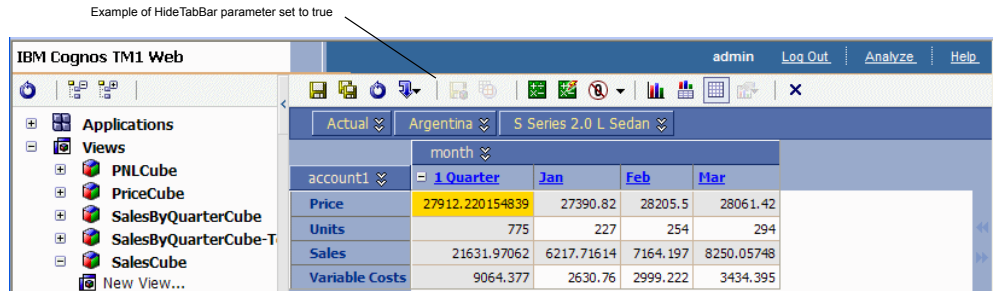 Example of HideTabBar parameter set to true
IBM Cognos TM1 Web
admin Log Out Analyze Help
Applications
Views
PNLCube
PriceCube
SalesByQuarterCube
SalesByQuarterCube-T
SalesCube
New View...
Actual Argentina S Series 2.0 L Sedan
month
account1 1 Quarter Jan Feb Mar
Price 27912.220154839 27390.82 28205.5 28061.42
Units 775 227 254 294
Sales 21631.97062 6217.71614 7164.197 8250.05748
Variable Costs 9064.377 2630.76 2999.222 3434.395